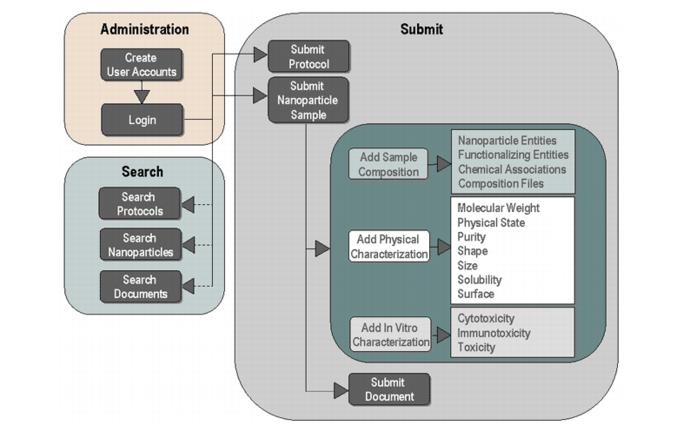 Administration
Create
User Accounts
Login
Search
Search
Protocols
Search
Nanoparticles
Search
Documents
Submit
Submit
Protocol
Submit
Nanoparticle
Sample
Add Sample
Composition
Nanoparticle Entities
Functionalizing Entities
Chemical Associations
Composition Files
Add Physical
Characterization
Molecular Weight
Physical State
Purity
Shape
Size
Solubility
Surface
Add In Vitro
Characterization
Cytotoxicity
Immunotoxicity
Toxicity
Submit
Document